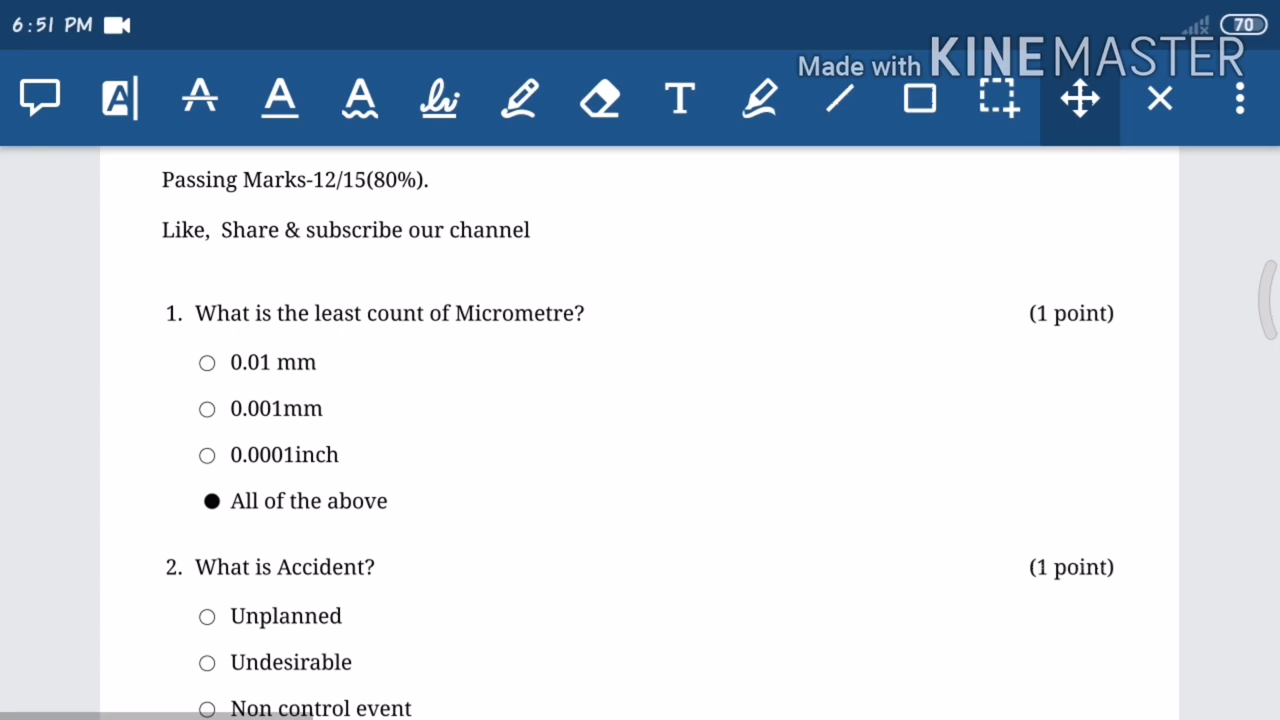 6:51 PM
70
Made with KINEMASTER
Passing Marks-12/15(80%).
Like, Share & subscribe our channel
1. What is the least count of Micrometre? (1 point)
0.01 mm
0.001mm
0.0001inch
All of the above
2. What is Accident? (1 point)
Unplanned
Undesirable
Non control event